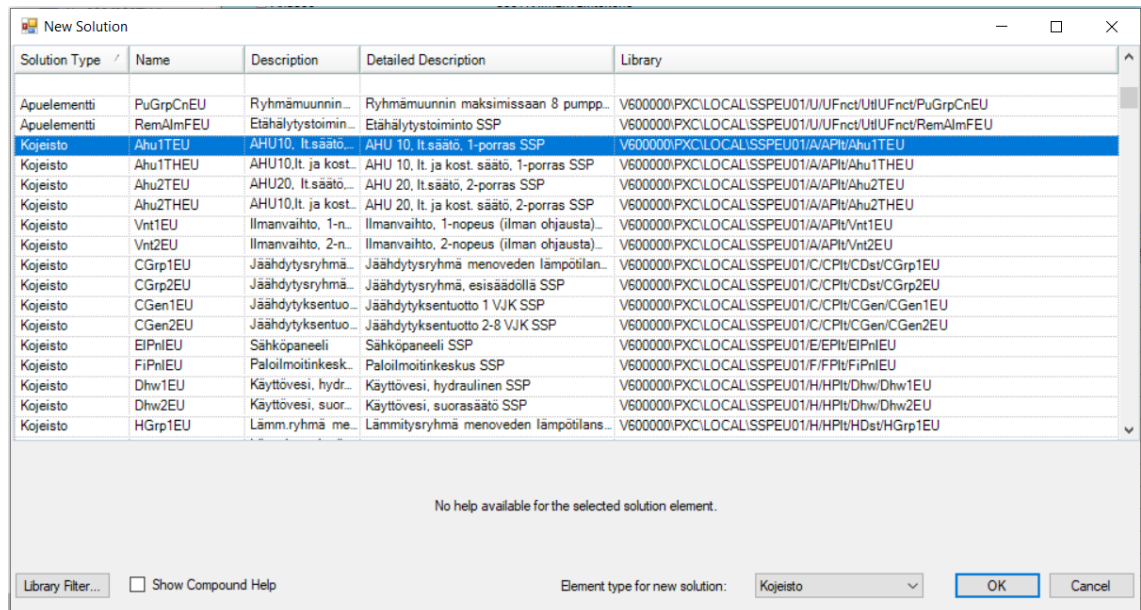 New Solution
Solution Type Name Description Detailed Description Library
Apuelementti PuGrpCnEU Ryhmämuunnin... Ryhmämuunnin maksimissaan 8 pumpp... V600000\PXC\LOCAL\SSPEU01/U/UFnct/UtlUFnct/PuGrpCnEU
Apuelementti RemAlmFEU Etähälytystoimin... Etähälytystoiminto SSP V600000\PXC\LOCAL\SSPEU01/U/UFnct/UtlUFnct/RemAlmFEU
Kojeisto Ahu1TEU AHU10, lt.säätö,... AHU 10, lt.säätö, 1-porras SSP V600000\PXC\LOCAL\SSPEU01/A/APlt/Ahu1TEU
Kojeisto Ahu1THEU AHU10,lt. ja kost... AHU 10, lt. ja kost. säätö, 1-porras SSP V600000\PXC\LOCAL\SSPEU01/A/APlt/Ahu1THEU
Kojeisto Ahu2TEU AHU20, lt.säätö,... AHU 20, lt.säätö, 2-porras SSP V600000\PXC\LOCAL\SSPEU01/A/APlt/Ahu2TEU
Kojeisto Ahu2THEU AHU10,lt. ja kost... AHU 20, lt. ja kost. säätö, 2-porras SSP V600000\PXC\LOCAL\SSPEU01/A/APlt/Ahu2THEU
Kojeisto Vnt1EU Ilmanvaihto, 1-n... Ilmanvaihto, 1-nopeus (ilman ohjausta)... V600000\PXC\LOCAL\SSPEU01/A/APlt/Vnt1EU
Kojeisto Vnt2EU Ilmanvaihto, 2-n... Ilmanvaihto, 2-nopeus (ilman ohjausta)... V600000\PXC\LOCAL\SSPEU01/A/APlt/Vnt2EU
Kojeisto CGrp1EU Jäähdytysryhmä... Jäähdytysryhmä menoveden lämpötilan... V600000\PXC\LOCAL\SSPEU01/C/CPlt/CDst/CGrp1EU
Kojeisto CGrp2EU Jäähdytysryhmä... Jäähdytysryhmä, esisäädöllä SSP V600000\PXC\LOCAL\SSPEU01/C/CPlt/CDst/CGrp2EU
Kojeisto CGen1EU Jäähdytyksentuo... Jäähdytyksentuotto 1 VJK SSP V600000\PXC\LOCAL\SSPEU01/C/CPlt/CGen/CGen1EU
Kojeisto CGen2EU Jäähdytyksentuo... Jäähdytyksentuotto 2-8 VJK SSP V600000\PXC\LOCAL\SSPEU01/C/CPlt/CGen/CGen2EU
Kojeisto ElPnlEU Sähköpaneeli Sähköpaneeli SSP V600000\PXC\LOCAL\SSPEU01/E/EPlt/ElPnlEU
Kojeisto FiPnlEU Paloilmoitinkesk... Paloilmoitinkeskus SSP V600000\PXC\LOCAL\SSPEU01/F/FPlt/FiPnlEU
Kojeisto Dhw1EU Käyttövesi, hydr... Käyttövesi, hydraulinen SSP V600000\PXC\LOCAL\SSPEU01/H/HPlt/Dhw/Dhw1EU
Kojeisto Dhw2EU Käyttövesi, suor... Käyttövesi, suorasäätö SSP V600000\PXC\LOCAL\SSPEU01/H/HPlt/Dhw/Dhw2EU
Kojeisto HGrp1EU Lämm.ryhmä me... Lämmitysryhmä menoveden lämpötilans... V600000\PXC\LOCAL\SSPEU01/H/HPlt/HDst/HGrp1EU
No help available for the selected solution element.
Library Filter... Show Compound Help Element type for new solution: Kojeisto OK Cancel